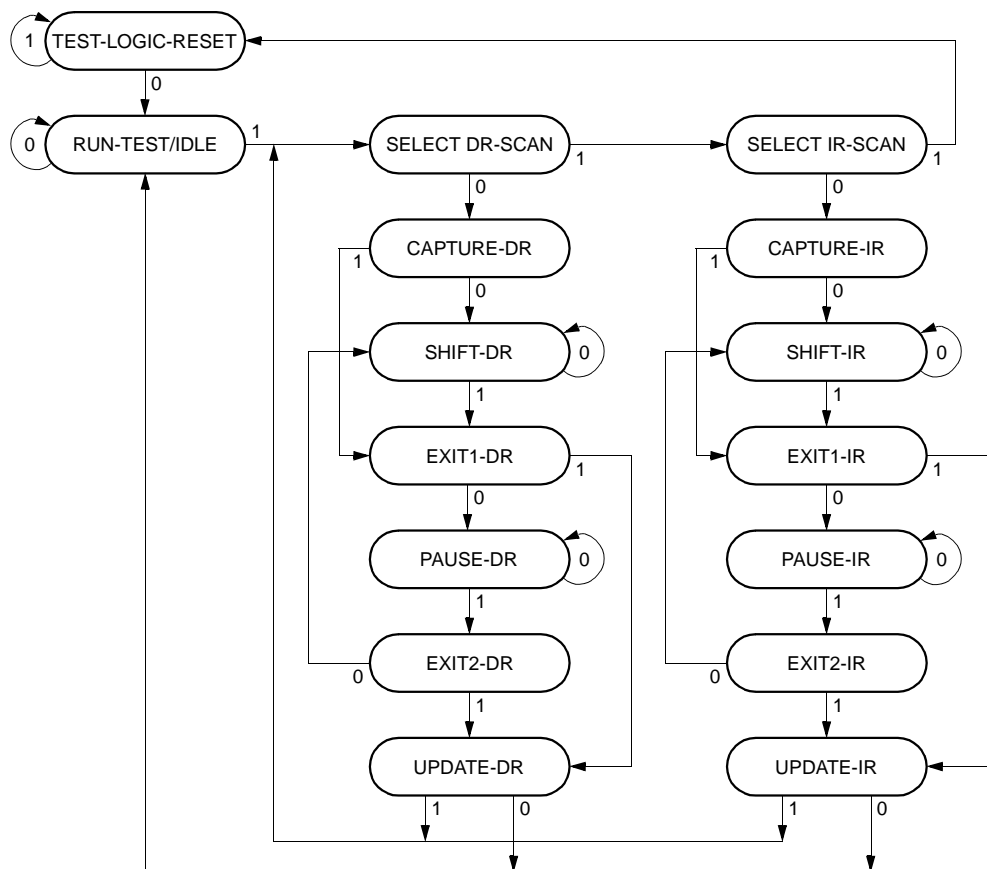 TEST-LOGIC-RESET
1
0
RUN-TEST/IDLE
0
1
SELECT DR-SCAN
1
0
SELECT IR-SCAN
1
0
CAPTURE-DR
1
0
CAPTURE-IR
1
0
SHIFT-DR
0
1
SHIFT-IR
0
1
EXIT1-DR
1
0
EXIT1-IR
1
0
PAUSE-DR
0
1
PAUSE-IR
0
1
EXIT2-DR
0
1
EXIT2-IR
0
1
UPDATE-DR
1
0
UPDATE-IR
1
0